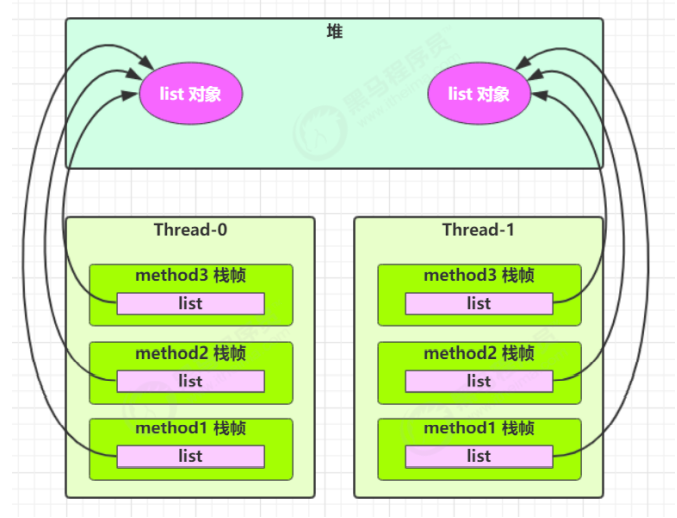 堆
list 对象
list 对象
Thread-0
method3 栈帧
list
method2 栈帧
list
method1 栈帧
list
Thread-1
method3 栈帧
list
method2 栈帧
list
method1 栈帧
list
黑马程序员